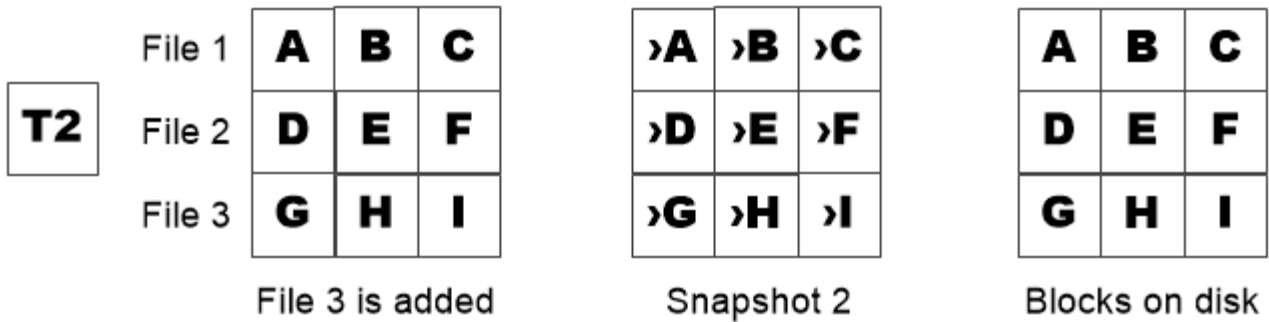 File 1 A B C ›A ›B ›C A B C
T2 File 2 D E F ›D ›E ›F D E F
File 3 G H I ›G ›H ›I G H I
File 3 is added Snapshot 2 Blocks on disk